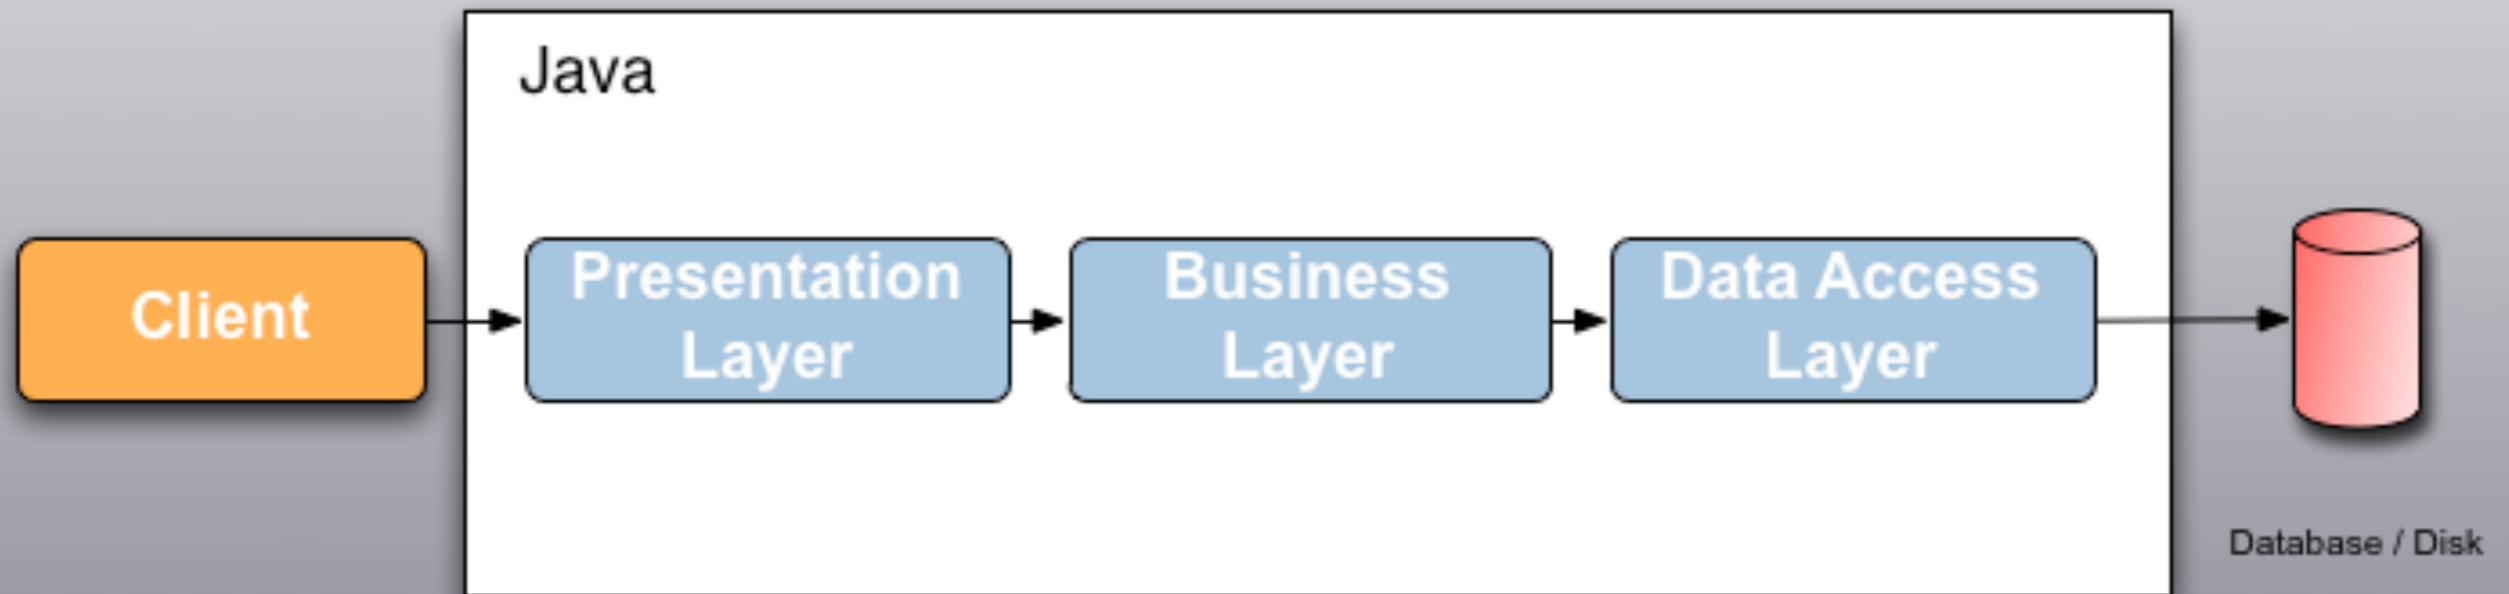 Java
Client
Presentation
Layer
Business
Layer
Data Access
Layer
Database / Disk